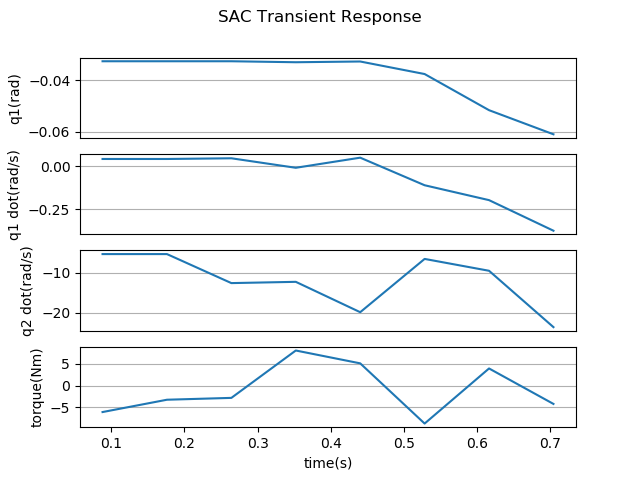 SAC Transient Response
q1(rad)
−0.04
−0.06
q1 dot(rad/s)
0.00
−0.25
q2 dot(rad/s)
−10
−20
torque(Nm)
5
0
−5
0.1 0.2 0.3 0.4 0.5 0.6 0.7
time(s)